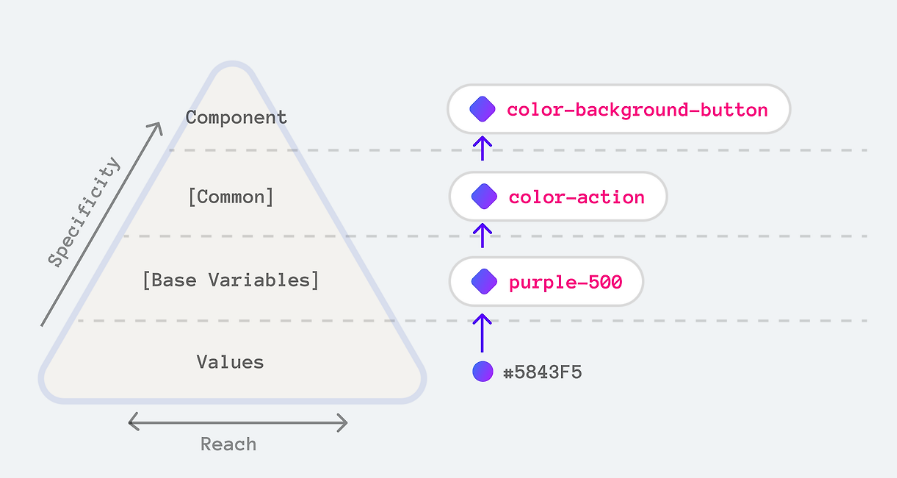 Component
color-background-button
Specificity
[Common]
color-action
[Base Variables]
purple-500
Values
#5843F5
Reach